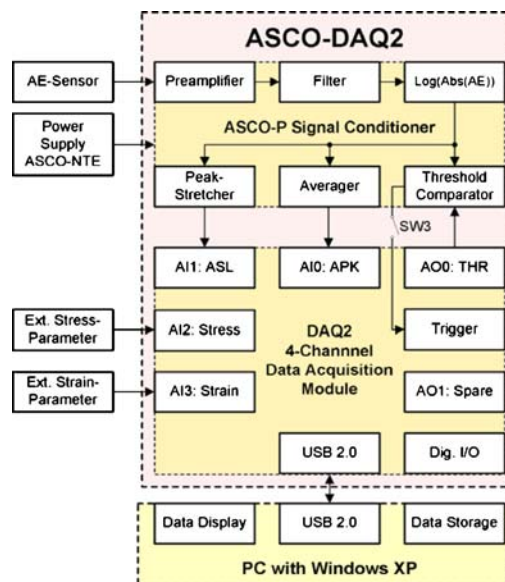 ASCO-DAQ2
AE-Sensor
Preamplifier
Filter
Log(Abs(AE))
Power
Supply
ASCO-NTE
ASCO-P Signal Conditioner
Peak-
Stretcher
Averager
Threshold
Comparator
SW3
AI1: ASL
AI0: APK
AO0: THR
Ext. Stress-
Parameter
AI2: Stress
DAQ2
4-Channnel
Data Acquisition
Module
Trigger
Ext. Strain-
Parameter
AI3: Strain
AO1: Spare
USB 2.0
Dig. I/O
Data Display
USB 2.0
Data Storage
PC with Windows XP